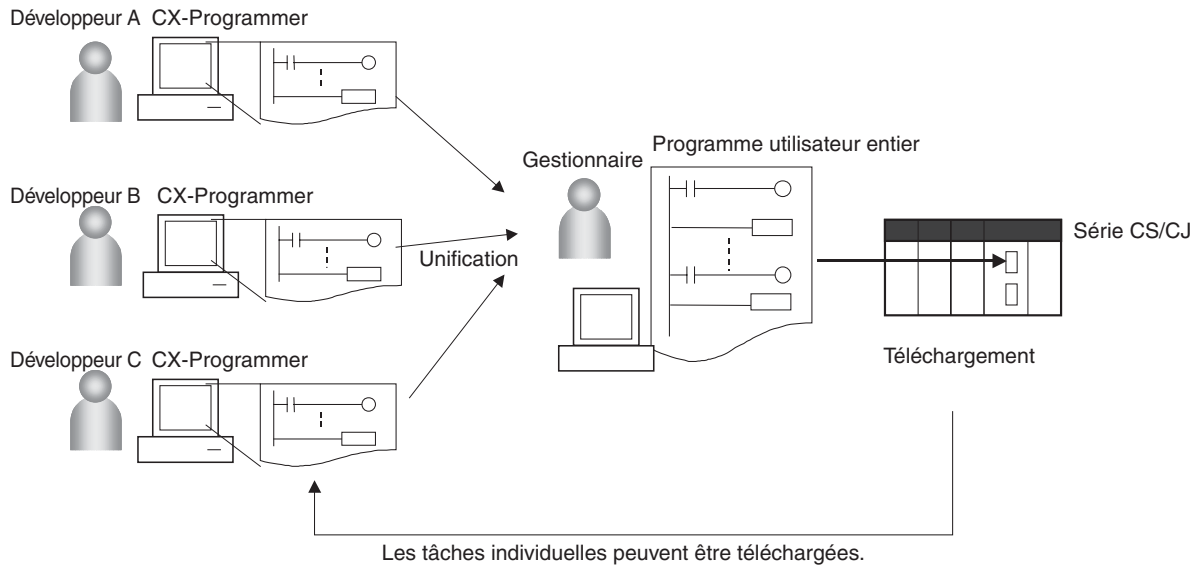 Développeur A CX-Programmer
Programme utilisateur entier
Gestionnaire
Développeur B CX-Programmer
Série CS/CJ
Unification
Développeur C CX-Programmer
Téléchargement
Les tâches individuelles peuvent être téléchargées.